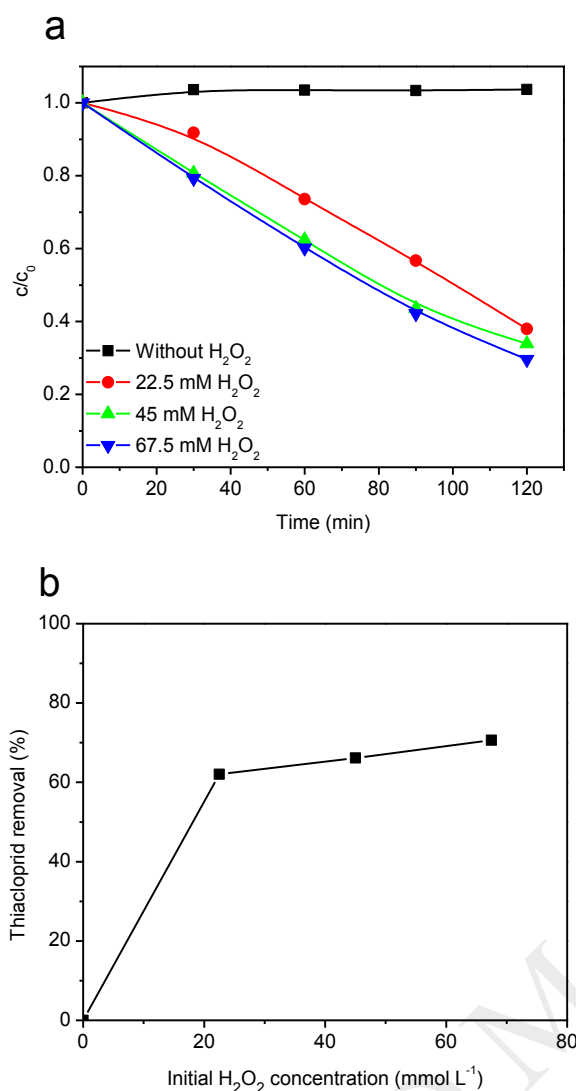 a
1.0
0.8
0.6
0.4
0.2
0.0
c/c₀
Without H₂O₂
22.5 mM H₂O₂
45 mM H₂O₂
67.5 mM H₂O₂
0 20 40 60 80 100 120
Time (min)
b
100
80
60
40
20
0
Thiacloprid removal (%)
0 20 40 60 80
Initial H₂O₂ concentration (mmol L⁻¹)